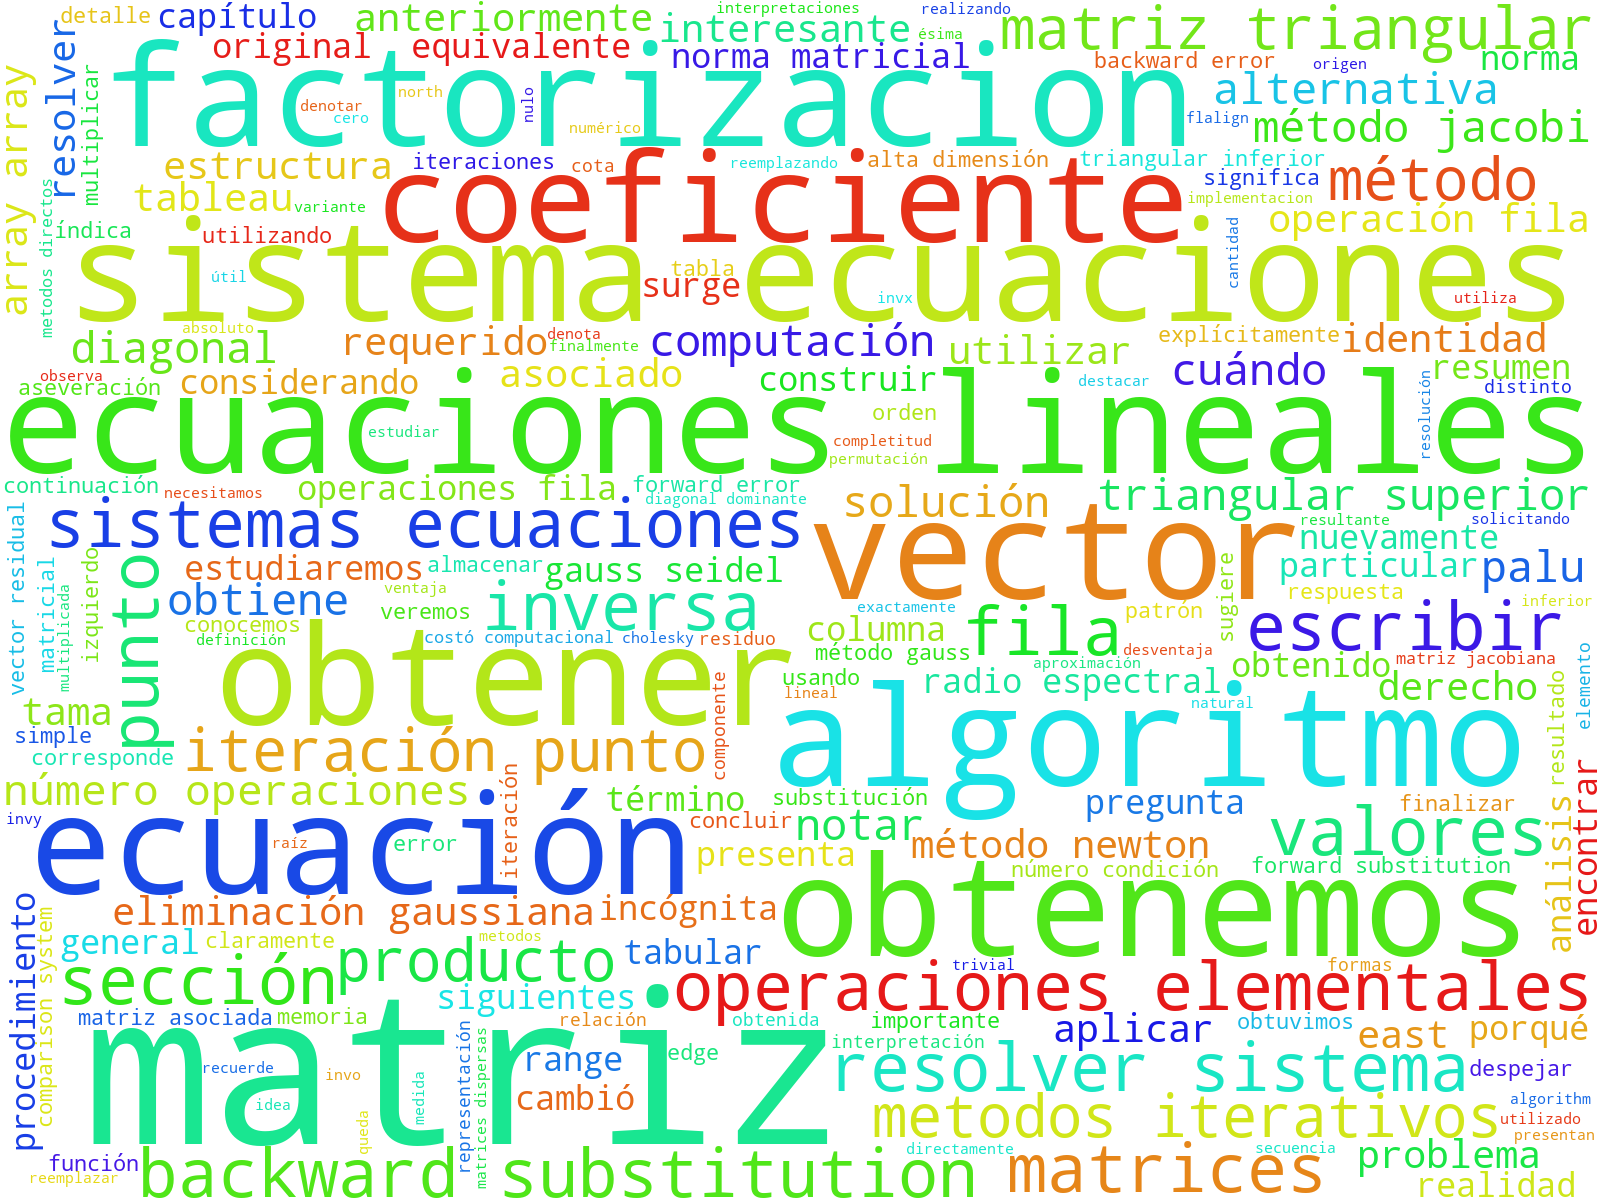 detalle
capítulo
anteriormente
interpretaciones
realizando
matriz triangular
original
equivalente
interesante
ésima
norma matricial
backward error
origen
norma
resolver
multiplicar
array array
factorizacion
denotar
cero
north
nulo
numérico
alternativa
flalign
método jacobi
estructura
iteraciones
cota
reemplazando
alta dimensión
triangular inferior
significa
método
tableau
variante
coeficiente
implementacion
operación fila
metodos directos
índica
utilizando
útil
sistema ecuaciones
tabla
surge
invx
cantidad
utiliza
absoluto
diagonal
requerido
denota
finalmente
computación
utilizar
explícitamente
identidad
observa
aseveración
considerando
asociado
construir
destacar
cuándo
resumen
distinto
ecuaciones lineales
estudiar
orden
completitud
permutación
resolución
continuación
necesitamos
operaciones fila
forward error
diagonal dominante
solución
triangular superior
vector residual
sistemas ecuaciones
vector
resultante
solicitando
nuevamente
matricial
multiplicada
izquierdo
punto
estudiaremos
almacenar
gauss seidel
particular
palu
obtiene
ventaja
veremos
inversa
exactamente
fila
patrón
sugiere
respuesta
inferior
conocemos
definición
costó computacional
cholesky
residuo
columna
método gauss
aproximación
desventaja
escribir
obtenido
matriz jacobiana
elemento
obtener
usando
lineal
radio espectral
natural
derecho
tama
simple
corresponde
iteración punto
componente
algoritmo
resultado
número operaciones
iteración
término
substitución
pregunta
finalizar
encontrar
invy
ecuación
raíz
error
concluir
notar
método newton
valores
análisis
presenta
número condición
forward substitution
procedimiento
comparison system
eliminación gaussiana
incógnita
obtenemos
general
claramente
metodos
tabular
trivial
formas
sección
producto
siguientes
operaciones elementales
matriz asociada
memoria
relación
obtenida
importante
interpretación
aplicar
obtuvimos
east
porqué
matriz
recuerde
invo
idea
queda
medida
representación
matrices dispersas
range
edge
cambió
resolver sistema
despejar
metodos iterativos
algorithm
utilizado
presentan
función
reemplazar
backward substitution
directamente
matrices
secuencia
problema
realidad